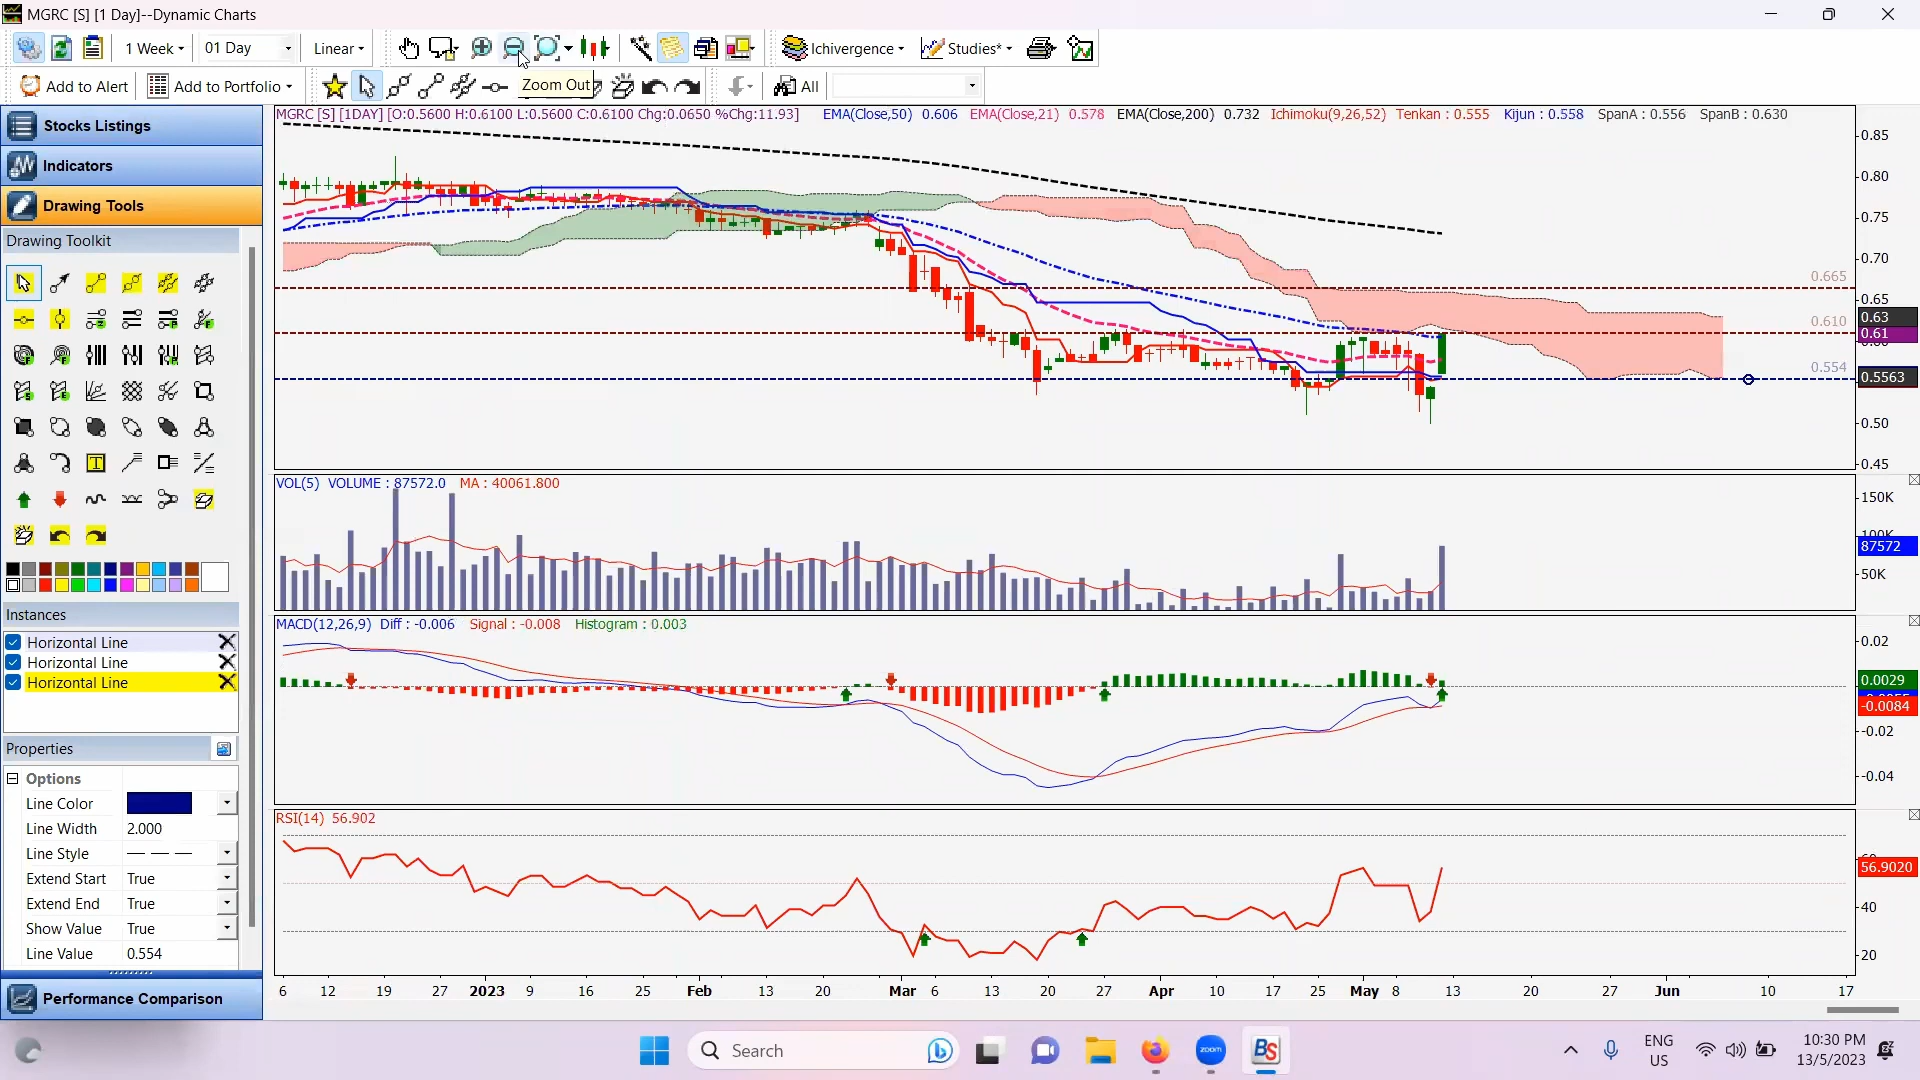 MGRC [S] [1 Day]--Dynamic Charts
1 Week
01 Day
Linear
Ichivergence
Studies*
Add to Alert
Add to Portfolio
Zoom Out
All
Stocks Listings
Indicators
Drawing Tools
Drawing Toolkit
Instances
Horizontal Line
Horizontal Line
Horizontal Line
Properties
Options
Line Color
Line Width 2.000
Line Style
Extend Start True
Extend End True
Show Value True
Line Value 0.554
Performance Comparison
MGRC [S] [1DAY] [O:0.5600 H:0.6100 L:0.5600 C:0.6100 Chg:0.0650 %Chg:11.93] EMA(Close,50) 0.606 EMA(Close,21) 0.578 EMA(Close,200) 0.732 Ichimoku(9,26,52) Tenkan : 0.555 Kijun : 0.558 SpanA : 0.556 SpanB : 0.630
0.85
0.80
0.75
0.70
0.665
0.65
0.63
0.610
0.61
0.554
0.5563
0.50
0.45
VOL(5) VOLUME : 87572.0 MA : 40061.800
150K
87572
50K
MACD(12,26,9) Diff : -0.006 Signal : -0.008 Histogram : 0.003
0.02
0.0029
-0.0084
-0.02
-0.04
RSI(14) 56.902
56.9020
40
20
6 12 19 27 2023 9 16 25 Feb 13 20 Mar 6 13 20 27 Apr 10 17 25 May 8 13 20 27 Jun 10 17
Search
zoom
BS
ENG
US
10:30 PM
13/5/2023